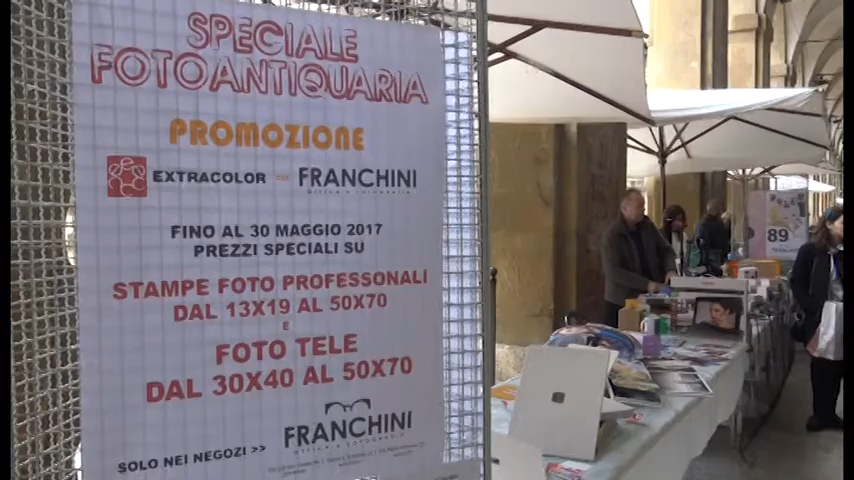 SPECIALE
FOTOANTIQUARIA
PROMOZIONE
EXTRACOLOR
FRANCHINI
FINO AL 30 MAGGIO 2017
PREZZI SPECIALI SU
STAMPE FOTO PROFESSIONALI
DAL 13X19 AL 50X70
E
FOTO TELE
DAL 30X40 AL 50X70
FRANCHINI
SOLO NEI NEGOZI >>
89